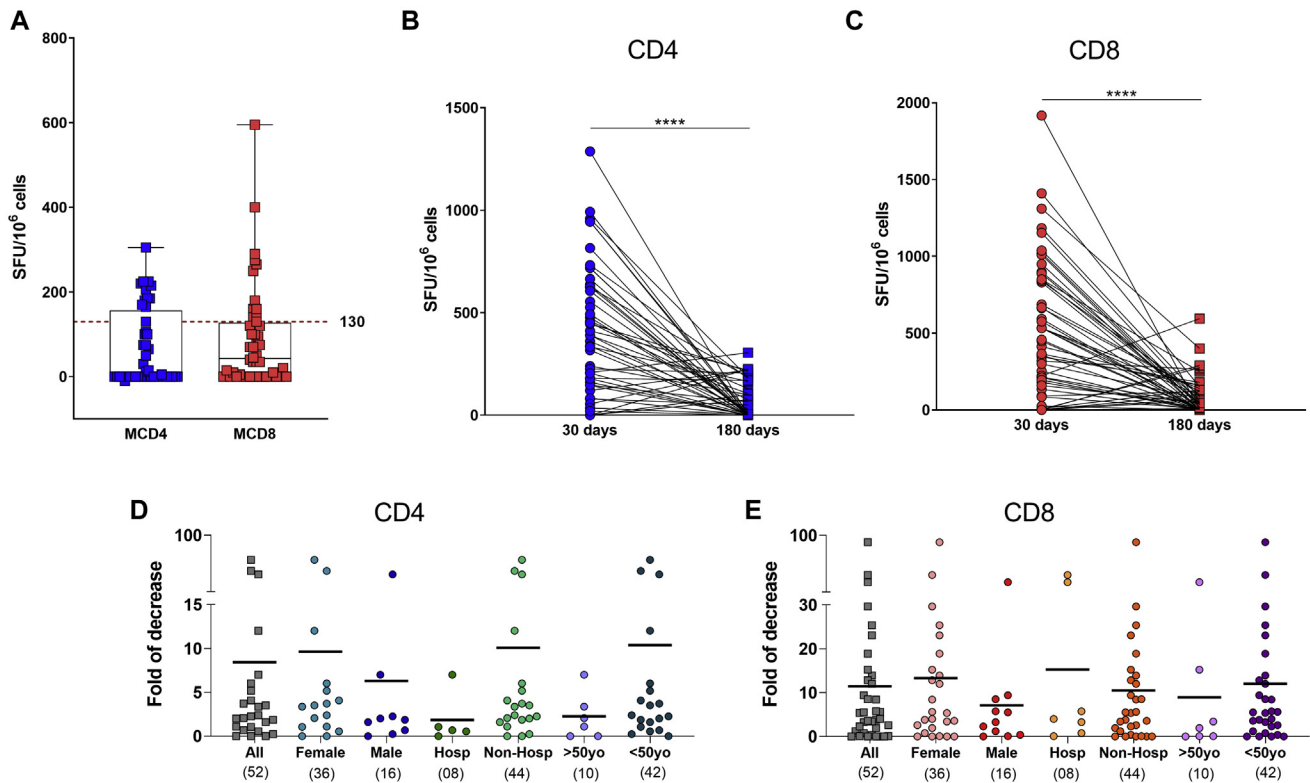 A
800
600
400
200
0
SFU/10⁶ cells
130
MCD4
MCD8
B
CD4
1500
1000
500
0
SFU/10⁶ cells
****
30 days
180 days
C
CD8
2000
1500
1000
500
0
SFU/10⁶ cells
****
30 days
180 days
D
CD4
100
15
10
5
0
Fold of decrease
All Female Male Hosp Non-Hosp >50yo <50yo
(52) (36) (16) (08) (44) (10) (42)
E
CD8
100
30
20
10
0
Fold of decrease
All Female Male Hosp Non-Hosp >50yo <50yo
(52) (36) (16) (08) (44) (10) (42)